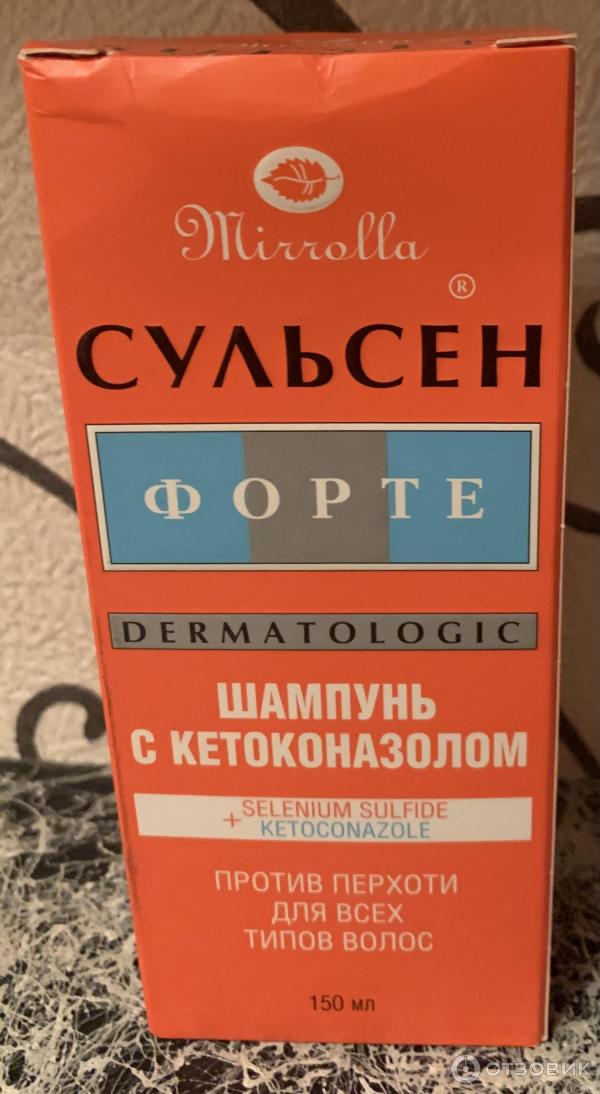 Mirrolla
®
СУЛЬСЕН
ФОРТЕ
DERMATOLOGIC
ШАМПУНЬ
С КЕТОКОНАЗОЛОМ
+SELENIUM SULFIDE
KETOCONAZOLE
ПРОТИВ ПЕРХОТИ
ДЛЯ ВСЕХ
ТИПОВ ВОЛОС
150 мл
ОТЗОВИК